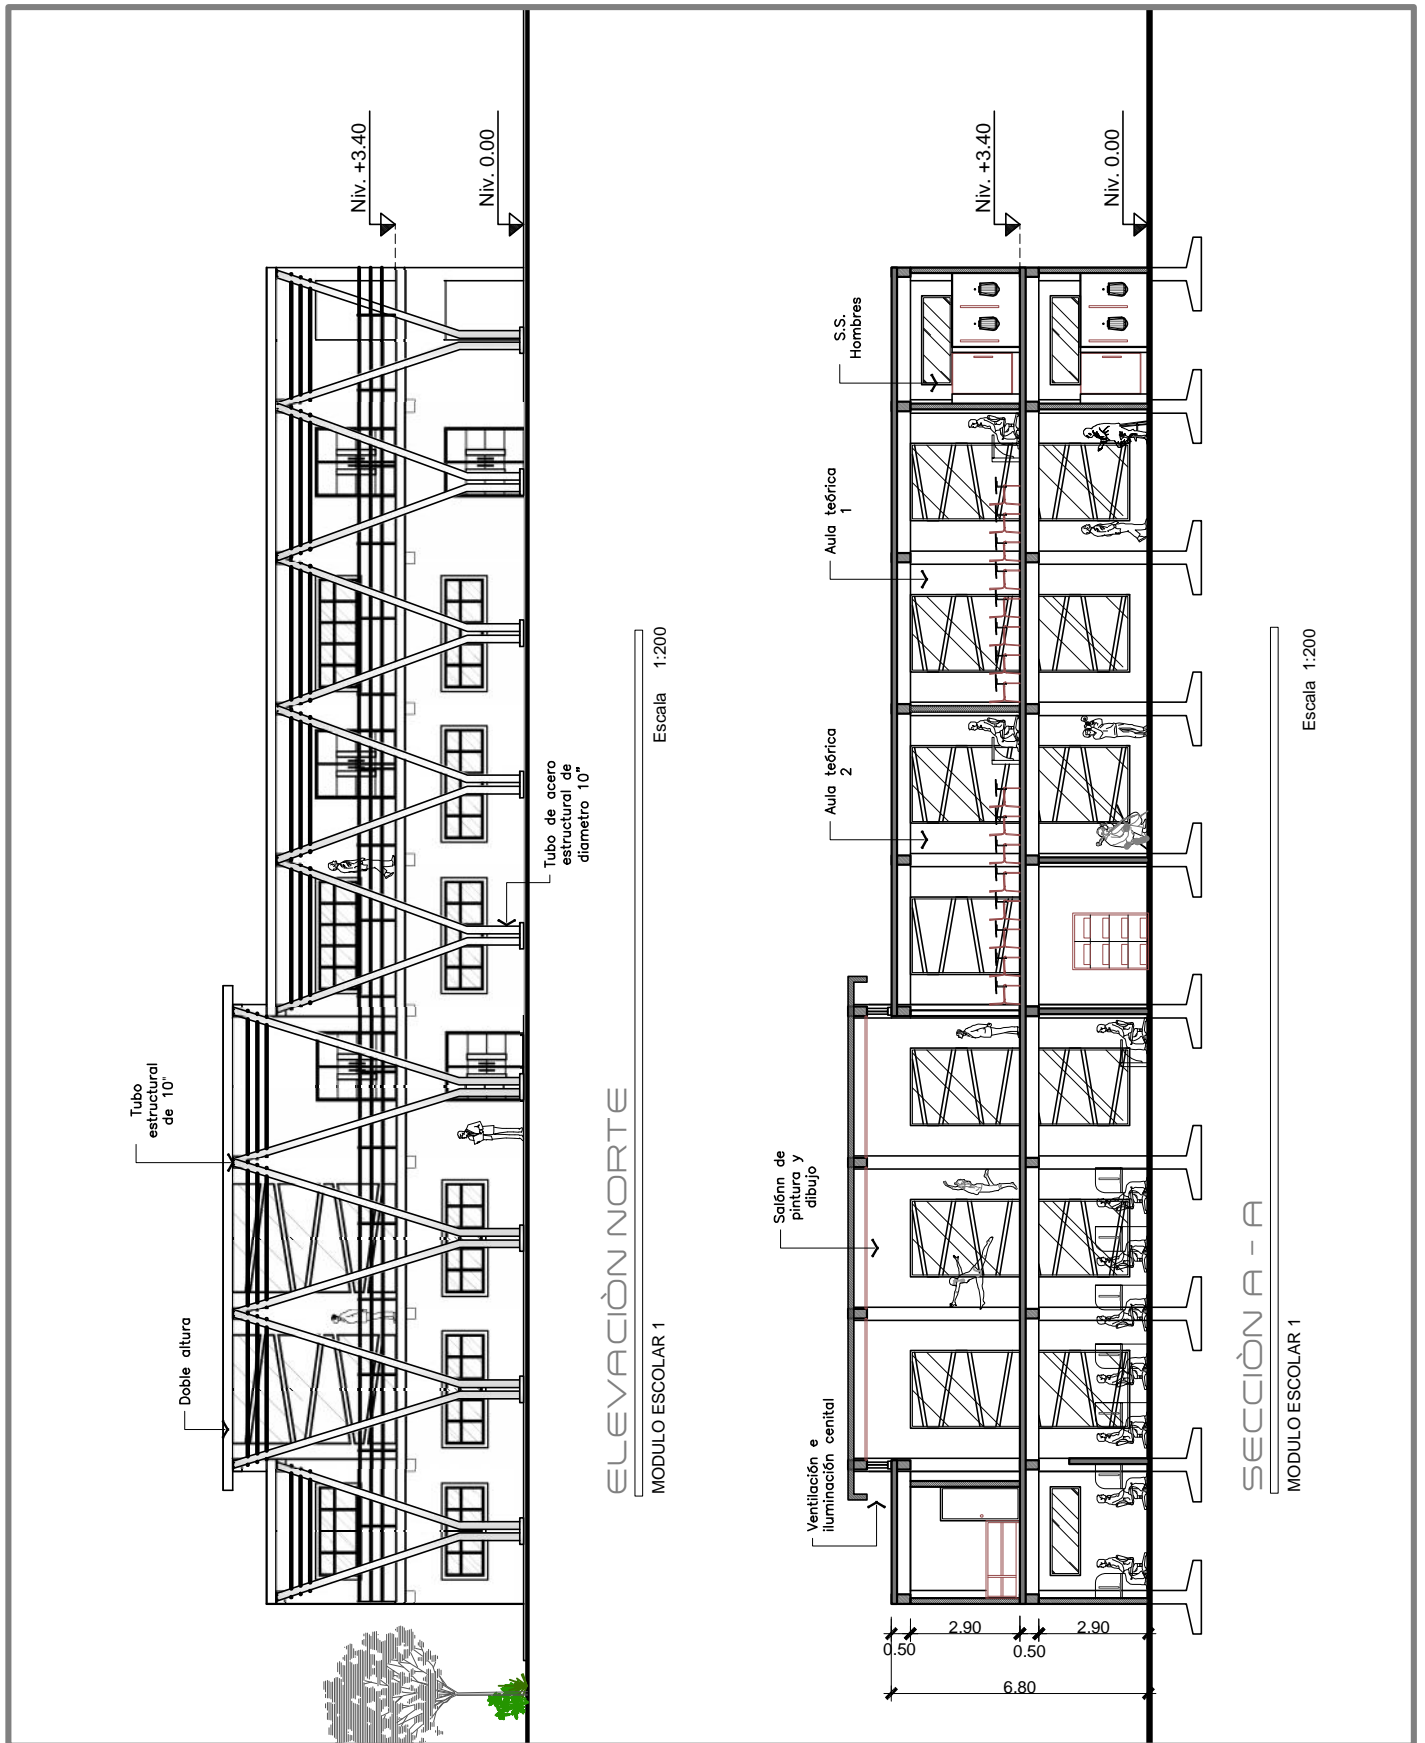 Tubo
estructural
de 10"
Doble altura
Niv. +3.40
Niv. 0.00
Tubo de acero
estructural de
diametro 10"
ELEVACIÒN NORTE
MODULO ESCOLAR 1
Escala 1:200
Ventilación e
iluminación cenital
Salónn de
pintura y
dibujo
Aula teórica
2
Aula teórica
1
S.S.
Hombres
Niv. +3.40
Niv. 0.00
0.50
2.90
0.50
2.90
6.80
SECCIÒN A - A
MODULO ESCOLAR 1
Escala 1:200